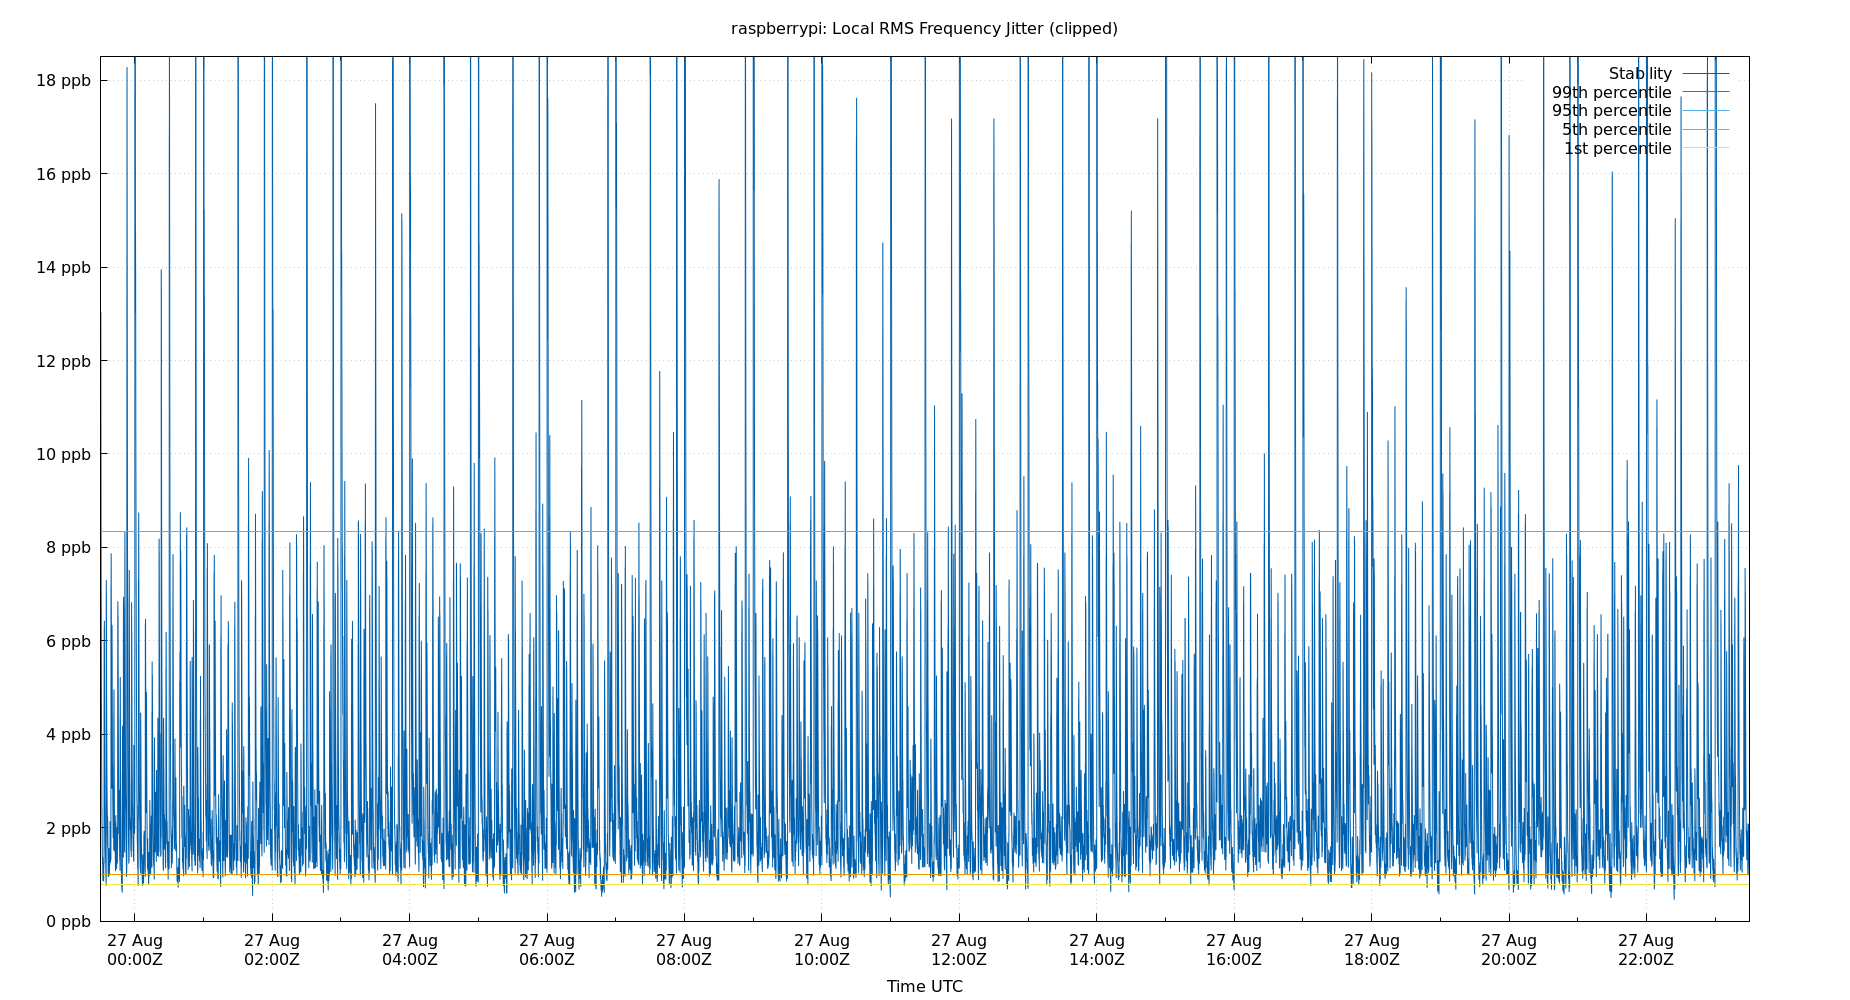 raspberrypi: Local RMS Frequency Jitter (clipped)
18 ppb
16 ppb
14 ppb
12 ppb
10 ppb
8 ppb
6 ppb
4 ppb
2 ppb
0 ppb
Stability
99th percentile
95th percentile
5th percentile
1st percentile
27 Aug 27 Aug 27 Aug 27 Aug 27 Aug 27 Aug 27 Aug 27 Aug 27 Aug 27 Aug 27 Aug 27 Aug
00:00Z 02:00Z 04:00Z 06:00Z 08:00Z 10:00Z 12:00Z 14:00Z 16:00Z 18:00Z 20:00Z 22:00Z
Time UTC